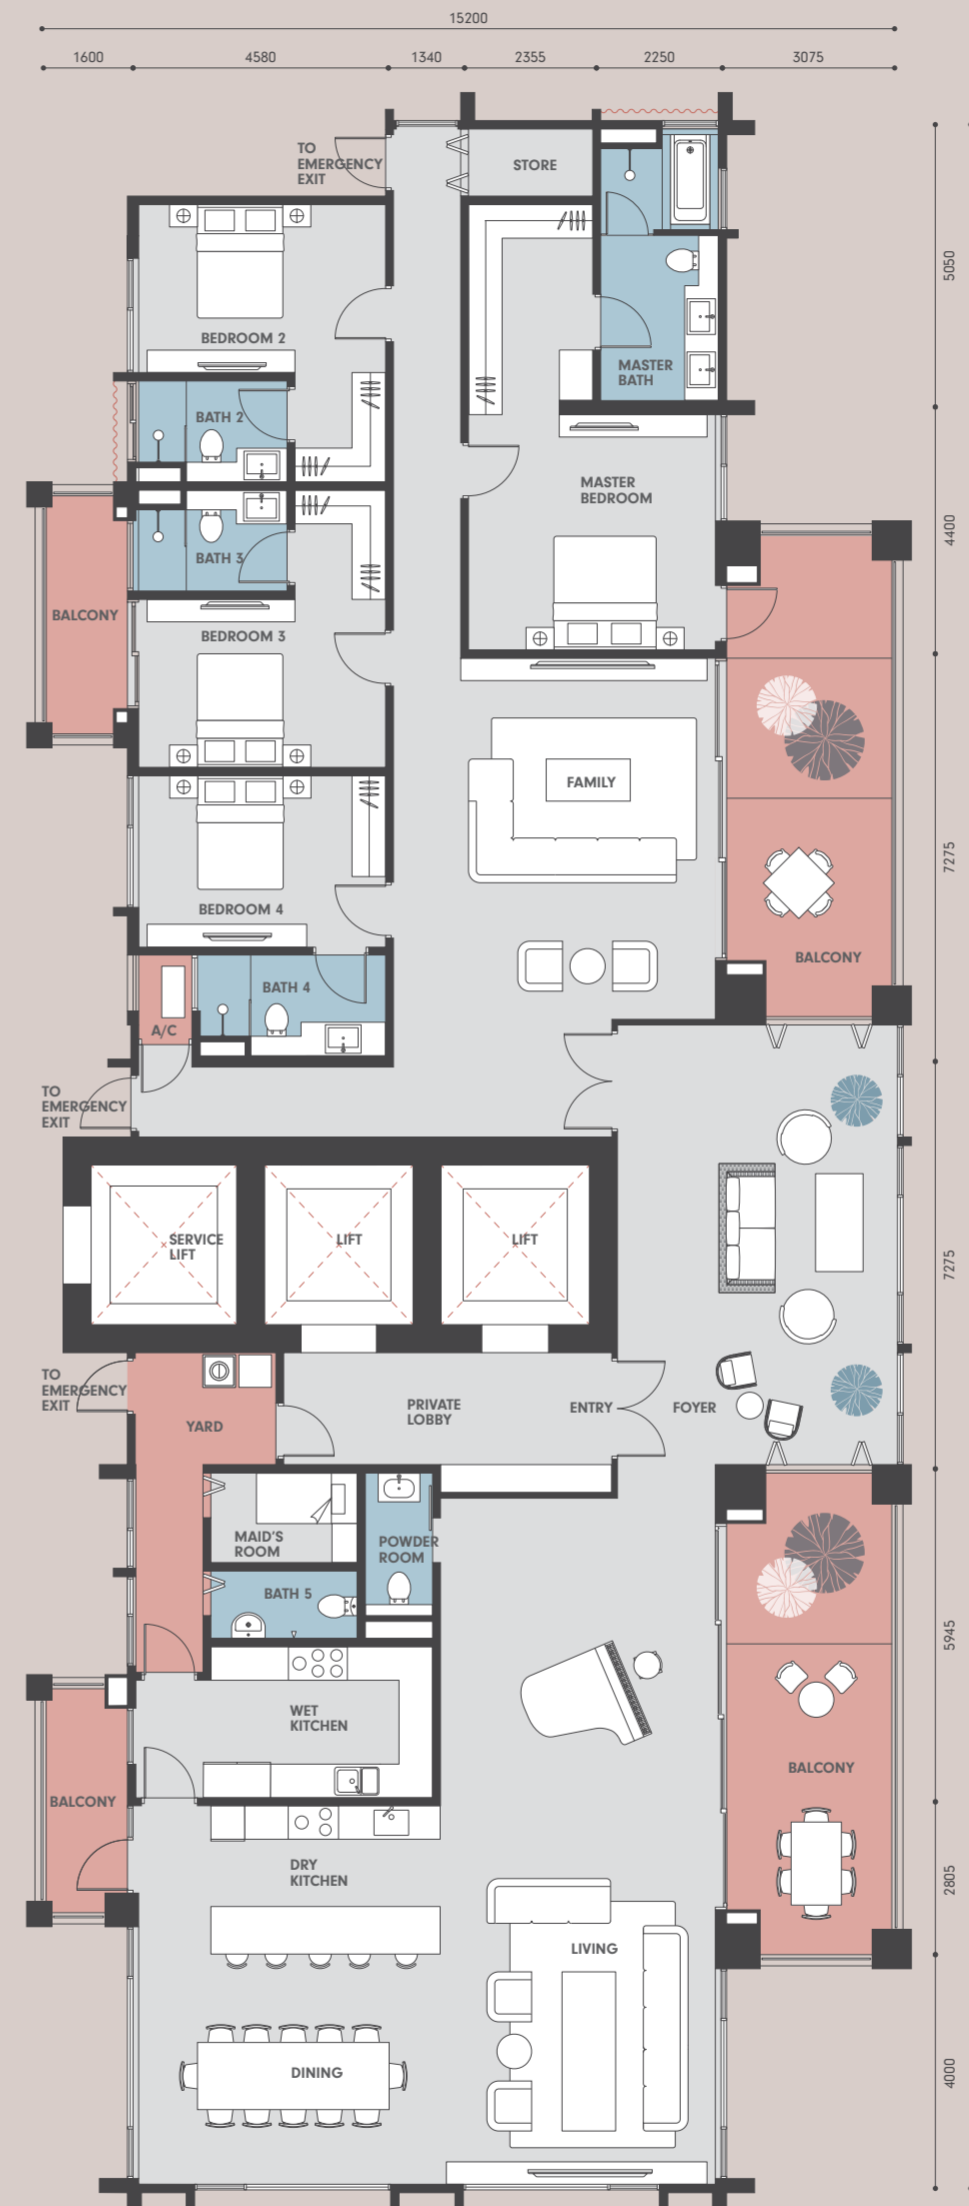 15200
1600
4580
1340
2355
2250
3075
TO
EMERGENCY
EXIT
STORE
5050
BEDROOM 2
MASTER
BATH
BATH 2
MASTER
BEDROOM
4400
BATH 3
BALCONY
BEDROOM 3
FAMILY
7275
BEDROOM 4
BALCONY
BATH 4
A/C
TO
EMERGENCY
EXIT
SERVICE
LIFT
LIFT
LIFT
7275
TO
EMERGENCY
EXIT
YARD
PRIVATE
LOBBY
ENTRY
FOYER
MAID'S
ROOM
POWDER
ROOM
BATH 5
5945
WET
KITCHEN
BALCONY
BALCONY
DRY
KITCHEN
2805
LIVING
DINING
4000